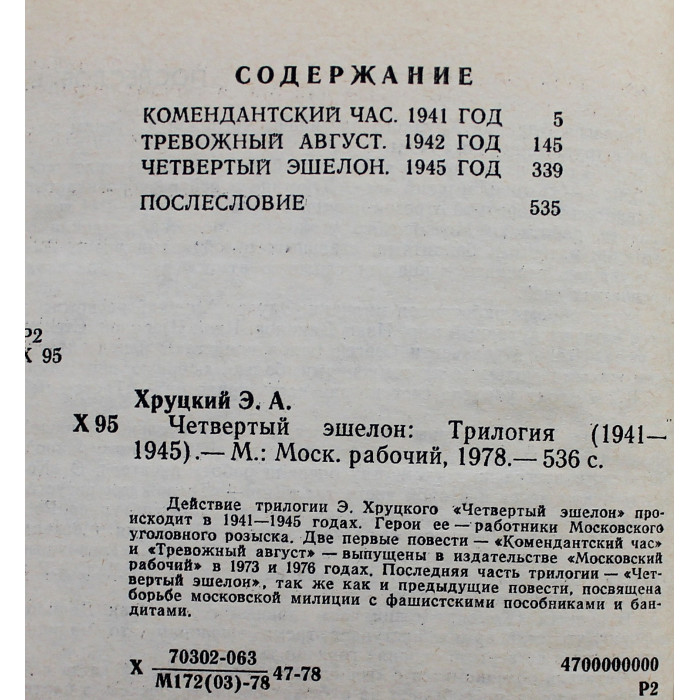 СОДЕРЖАНИЕ
КОМЕНДАНТСКИЙ ЧАС. 1941 ГОД 5
ТРЕВОЖНЫЙ АВГУСТ. 1942 ГОД 145
ЧЕТВЕРТЫЙ ЭШЕЛОН. 1945 ГОД 339
ПОСЛЕСЛОВИЕ 535
Р2
Х 95
Хруцкий Э. А.
Х 95 Четвертый эшелон: Трилогия (1941—
1945).— М.: Моск. рабочий, 1978.— 536 с.
Действие трилогии Э. Хруцкого «Четвертый эшелон» про-
исходит в 1941—1945 годах. Герои ее — работники Московского
уголовного розыска. Две первые повести — «Комендантский час»
и «Тревожный август» — выпущены в издательстве «Московский
рабочий» в 1973 и 1976 годах. Последняя часть трилогии — «Чет-
вертый эшелон», так же как и предыдущие повести, посвящена
борьбе московской милиции с фашистскими пособниками и бан-
дитами.
Х 70302-063
М172(03)-78 47-78 4700000000
Р2